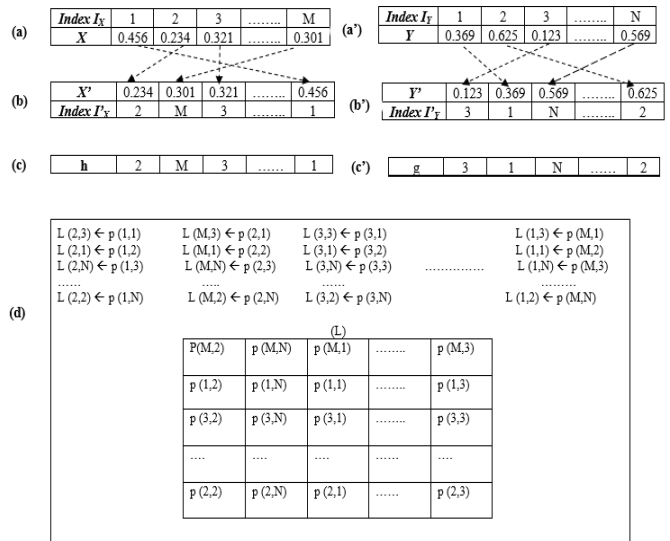 (a)
Index I_X 1 2 3 ........ M
X 0.456 0.234 0.321 ........ 0.301
(a')
Index I_Y 1 2 3 ........ N
Y 0.369 0.625 0.123 ........ 0.569
(b)
X' 0.234 0.301 0.321 ........ 0.456
Index I'_Y 2 M 3 ........ 1
(b')
Y' 0.123 0.369 0.569 ........ 0.625
Index I'_Y 3 1 N ........ 2
(c) h 2 M 3 ...... 1
(c') g 3 1 N ...... 2
(d)
L (2,3) ← p (1,1) L (M,3) ← p (2,1) L (3,3) ← p (3,1) L (1,3) ← p (M,1)
L (2,1) ← p (1,2) L (M,1) ← p (2,2) L (3,1) ← p (3,2) L (1,1) ← p (M,2)
L (2,N) ← p (1,3) L (M,N) ← p (2,3) L (3,N) ← p (3,3) ............... L (1,N) ← p (M,3)
...... ..... ...... .........
L (2,2) ← p (1,N) L (M,2) ← p (2,N) L (3,2) ← p (3,N) L (1,2) ← p (M,N)
(L)
P(M,2) p (M,N) p (M,1) ........ p (M,3)
p (1,2) p (1,N) p (1,1) ........ p (1,3)
p (3,2) p (3,N) p (3,1) ........ p (3,3)
.... .... .... ..... ....
p (2,2) p (2,N) p (2,1) ...... p (2,3)